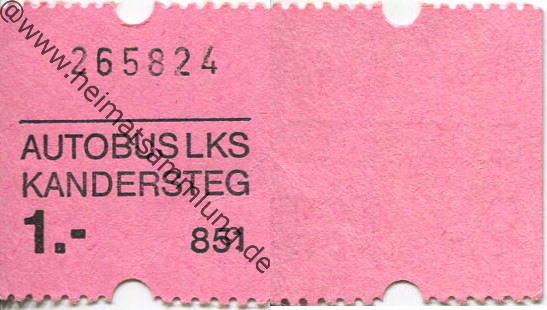 265824
AUTOBUS LKS
KANDERSTEG
1.- 851
@www.heimatsammlung.de